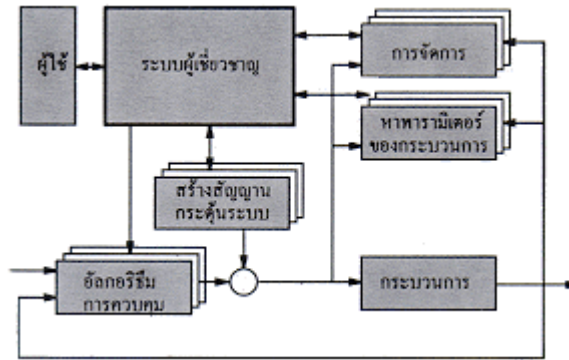 ผู้ใช้
ระบบผู้เชี่ยวชาญ
การจัดการ
หาพารามิเตอร์
ของกระบวนการ
สร้างสัญญาน
กระตุ้นระบบ
อัลกอริธึม
การควบคุม
กระบวนการ